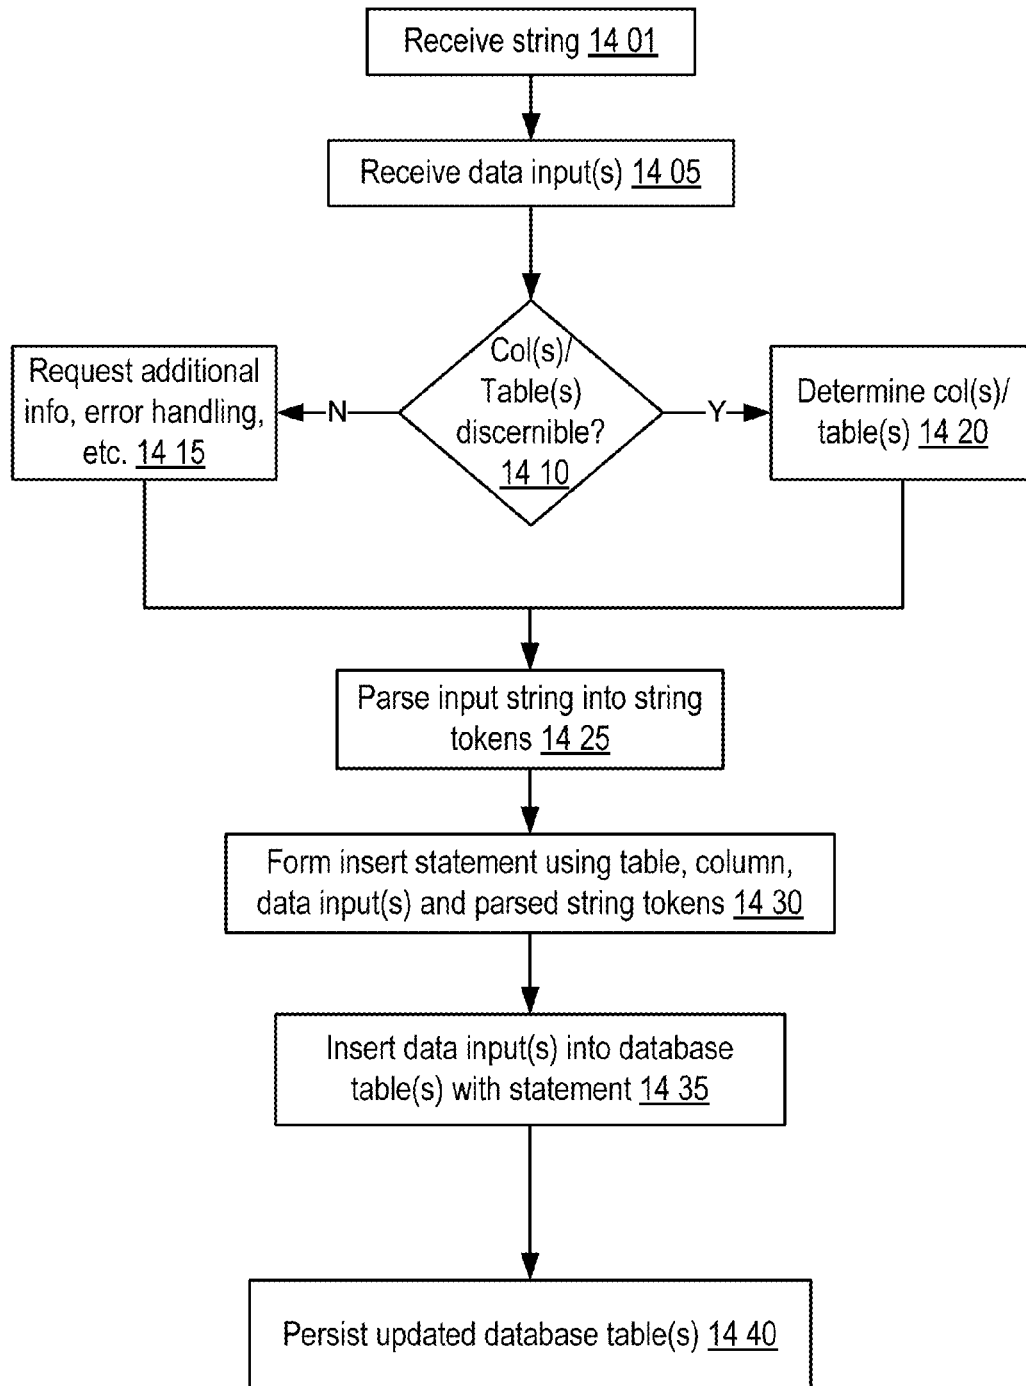 Receive string 14 01
Receive data input(s) 14 05
Col(s)/
Table(s)
discernible?
14 10
N
Y
Request additional
info, error handling,
etc. 14 15
Determine col(s)/
table(s) 14 20
Parse input string into string
tokens 14 25
Form insert statement using table, column,
data input(s) and parsed string tokens 14 30
Insert data input(s) into database
table(s) with statement 14 35
Persist updated database table(s) 14 40